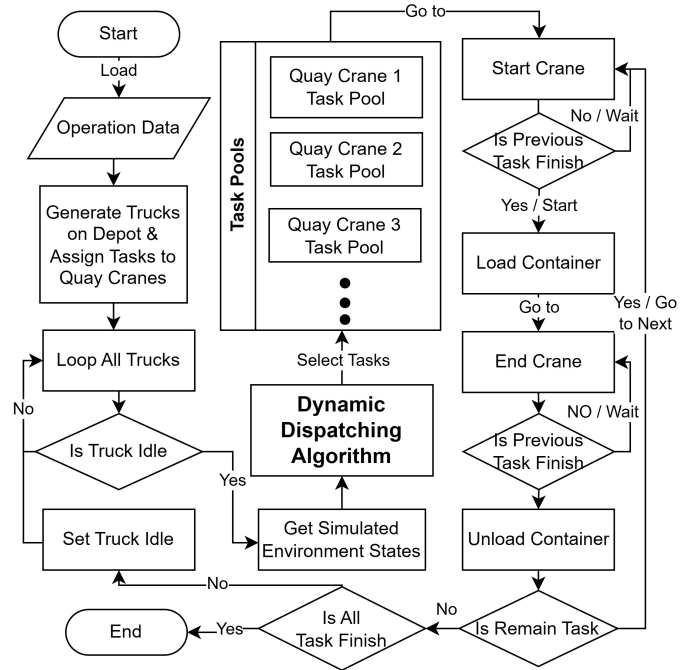 Start
Load
Operation Data
Generate Trucks
on Depot &
Assign Tasks to
Quay Cranes
Loop All Trucks
No
Is Truck Idle
Yes
Set Truck Idle
Get Simulated
Environment States
Dynamic
Dispatching
Algorithm
Select Tasks
Task Pools
Quay Crane 1
Task Pool
Quay Crane 2
Task Pool
Quay Crane 3
Task Pool
Go to
Start Crane
No / Wait
Is Previous
Task Finish
Yes / Start
Load Container
Go to
Yes / Go
to Next
End Crane
NO / Wait
Is Previous
Task Finish
Unload Container
Is Remain Task
No
Is All
Task Finish
No
Yes
End